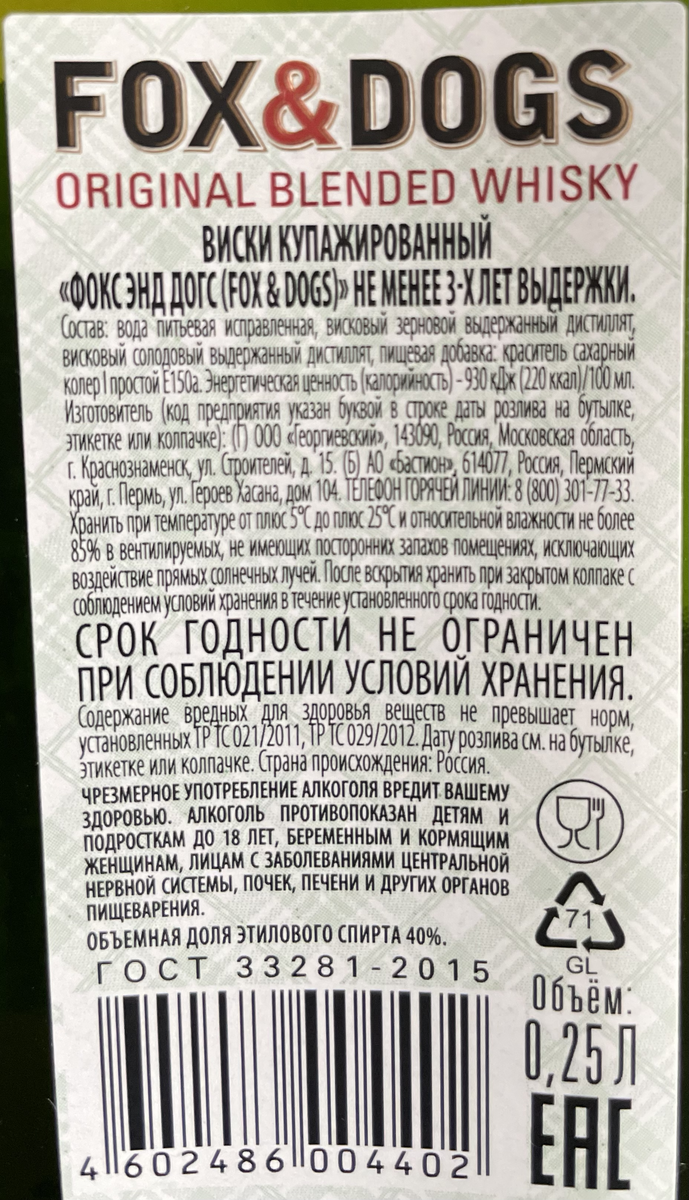 FOX&DOGS
ORIGINAL BLENDED WHISKY
ВИСКИ КУПАЖИРОВАННЫЙ
«ФОКС ЭНД ДОГС (FOX & DOGS)» НЕ МЕНЕЕ 3-Х ЛЕТ ВЫДЕРЖКИ.
Состав: вода питьевая исправленная, висковый зерновой выдержанный дистиллят,
висковый солодовый выдержанный дистиллят, пищевая добавка: краситель сахарный
колер I простой Е150а. Энергетическая ценность (калорийность) - 930 кДж (220 ккал)/100 мл.
Изготовитель (код предприятия указан буквой в строке даты розлива на бутылке,
этикетке или колпачке): (Г) ООО «Георгиевский», 143090, Россия, Московская область,
г. Краснознаменск, ул. Строителей, д. 15. (Б) АО «Бастион», 614077, Россия, Пермский
край, г. Пермь, ул. Героев Хасана, дом 104. ТЕЛЕФОН ГОРЯЧЕЙ ЛИНИИ: 8 (800) 301-77-33.
Хранить при температуре от плюс 5°С до плюс 25°С и относительной влажности не более
85% в вентилируемых, не имеющих посторонних запахов помещениях, исключающих
воздействие прямых солнечных лучей. После вскрытия хранить при закрытом колпаке с
соблюдением условий хранения в течение установленного срока годности.
СРОК ГОДНОСТИ НЕ ОГРАНИЧЕН
ПРИ СОБЛЮДЕНИИ УСЛОВИЙ ХРАНЕНИЯ.
Содержание вредных для здоровья веществ не превышает норм,
установленных ТР ТС 021/2011, ТР ТС 029/2012. Дату розлива см. на бутылке,
этикетке или колпачке. Страна происхождения: Россия.
ЧРЕЗМЕРНОЕ УПОТРЕБЛЕНИЕ АЛКОГОЛЯ ВРЕДИТ ВАШЕМУ
ЗДОРОВЬЮ. АЛКОГОЛЬ ПРОТИВОПОКАЗАН ДЕТЯМ И
ПОДРОСТКАМ ДО 18 ЛЕТ, БЕРЕМЕННЫМ И КОРМЯЩИМ
ЖЕНЩИНАМ, ЛИЦАМ С ЗАБОЛЕВАНИЯМИ ЦЕНТРАЛЬНОЙ
НЕРВНОЙ СИСТЕМЫ, ПОЧЕК, ПЕЧЕНИ И ДРУГИХ ОРГАНОВ
ПИЩЕВАРЕНИЯ.
ОБЪЕМНАЯ ДОЛЯ ЭТИЛОВОГО СПИРТА 40%.
ГОСТ 33281-2015
4 602486 004402
71
GL
Объём:
0,25 Л
ЕАС